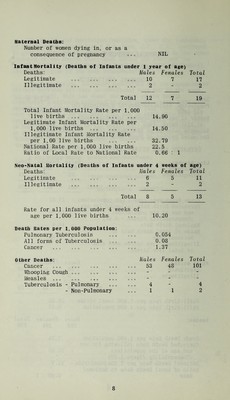 Maternal Deaths:
Number of women dying in, or as a
consequence of pregnancy ... NIL
Infant Mortality (Deaths of Infants under 1 year of age)
Deaths: Males Females Total
Legitimate ... ... ... ... 10 7 17
Illegitimate ... ... ... ... 2 - 2
Total 12 7 19
Total Infant Mortality Rate per 1,000
live births ... ... ... ... 14.90
Legitimate Infant Mortality Rate per
1,000 live births ... ... ... 14.50
Illegitimate Infant Mortality Rate
per 1,00 live births ... ... 22.79
National Rate per 1,000 live births 22.5
Ratio of Local Rate to National Rate 0.66 : 1
Neo-Natal Mortality (Deaths of Infants under 4 weeks of age)
Deaths: Males Females Total
Legitimate ... ... ... ... 6 5 11
Illegitimate ... ... ... ... 2 - 2
Total 8 5 13
Rate for all infants under 4 weeks of
age per 1,000 live births ... 10.20
Death Rates per 1,000 Population:
Pulmonary Tuberculosis ... ... 0.054
All forms of Tuberculosis ... ... 0.08
Cancer ... ... ... ... 1.37
Other Deaths: Males Females Total
Cancer ... ... ... ... ... 53 48 101
Whooping Cough ... ... ... ... - - -
Measles ... ... ... ... ... - - -
Tuberculosis - Pulmonary ... ... 4 - 4
- Non-Pulmonary ... 1 1 2
8